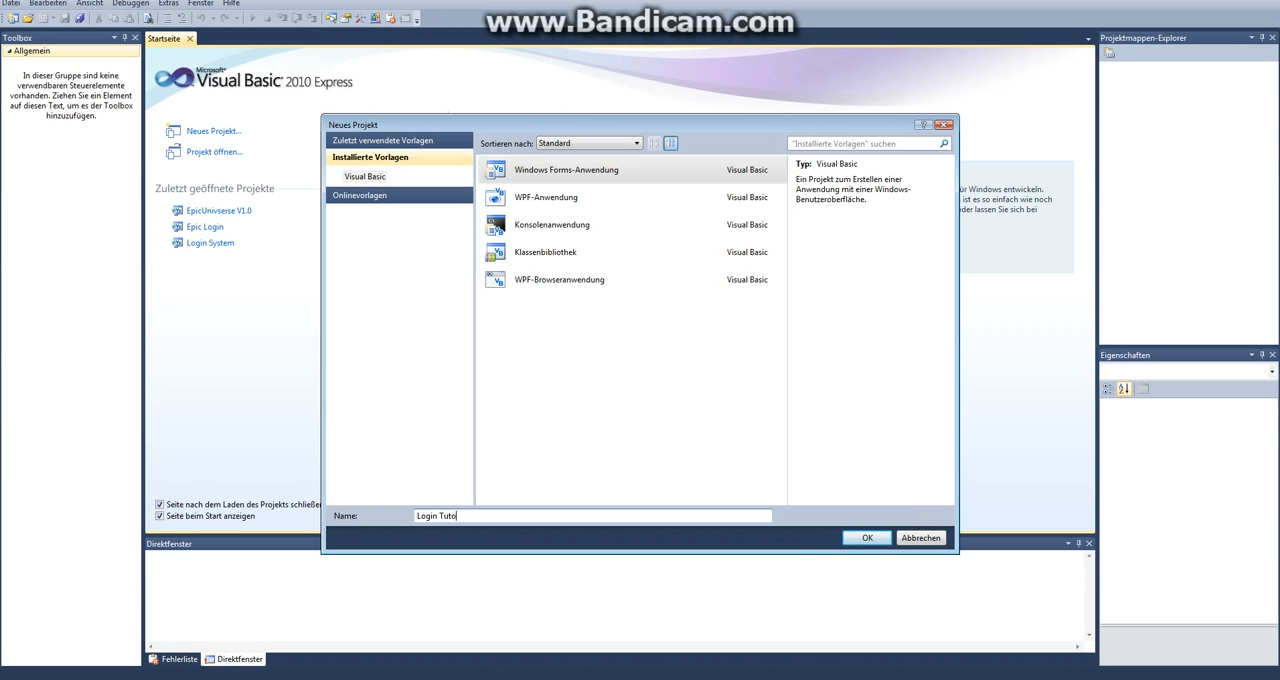 Datei Bearbeiten Ansicht Debuggen Extras Fenster Hilfe
www.Bandicam.com
Toolbox
Allgemein
In dieser Gruppe sind keine
verwendbaren Steuerelemente
vorhanden. Ziehen Sie ein Element
auf diesen Text, um es der Toolbox
hinzuzufügen.
Startseite
Microsoft
Visual Basic 2010 Express
Neues Projekt...
Projekt öffnen...
Zuletzt geöffnete Projekte
EpicUnivserse V1.0
Epic Login
Login System
Seite nach dem Laden des Projekts schließen
Seite beim Start anzeigen
Neues Projekt
Zuletzt verwendete Vorlagen
Installierte Vorlagen
Visual Basic
Onlinevorlagen
Sortieren nach: Standard
"Installierte Vorlagen" suchen
Windows Forms-Anwendung Visual Basic
WPF-Anwendung Visual Basic
Konsolenanwendung Visual Basic
Klassenbibliothek Visual Basic
WPF-Browseranwendung Visual Basic
Typ: Visual Basic
Ein Projekt zum Erstellen einer
Anwendung mit einer Windows-
Benutzeroberfläche.
Name: Login Tuto
OK Abbrechen
für Windows entwickeln.
ist es so einfach wie noch
oder lassen Sie sich bei
Projektmappen-Explorer
Eigenschaften
Direktfenster
Fehlerliste Direktfenster